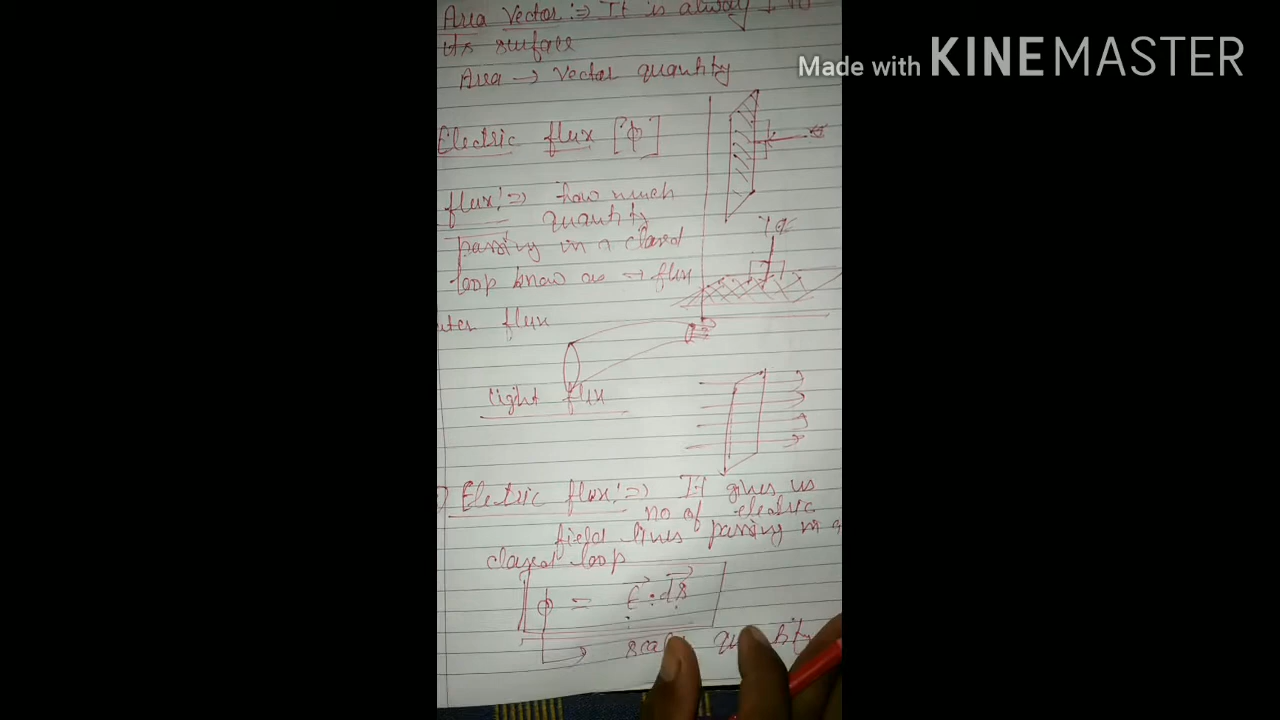 Made with KINEMASTER
Area Vector :⇒ It is always
its surface
Area → Vector quantity
Electric flux [ϕ]
flux :⇒ how much
quantity
passing in a closed
loop know as → flux
flux
light flux
Eletric flux :⇒ It gives us
no of electric
field lines passing in a
closed loop
ϕ = E⃗ . ds⃗